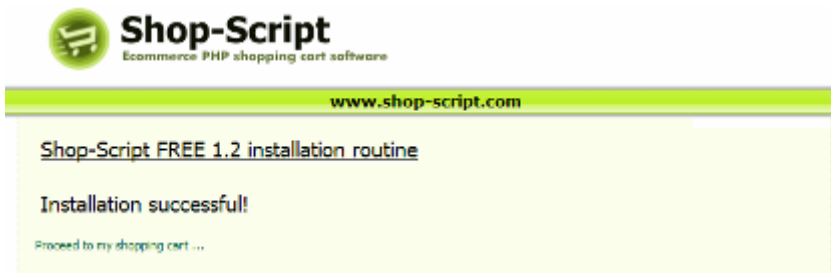 Shop-Script
Ecommerce PHP shopping cart software
www.shop-script.com
Shop-Script FREE 1.2 installation routine
Installation successful!
Proceed to my shopping cart ...